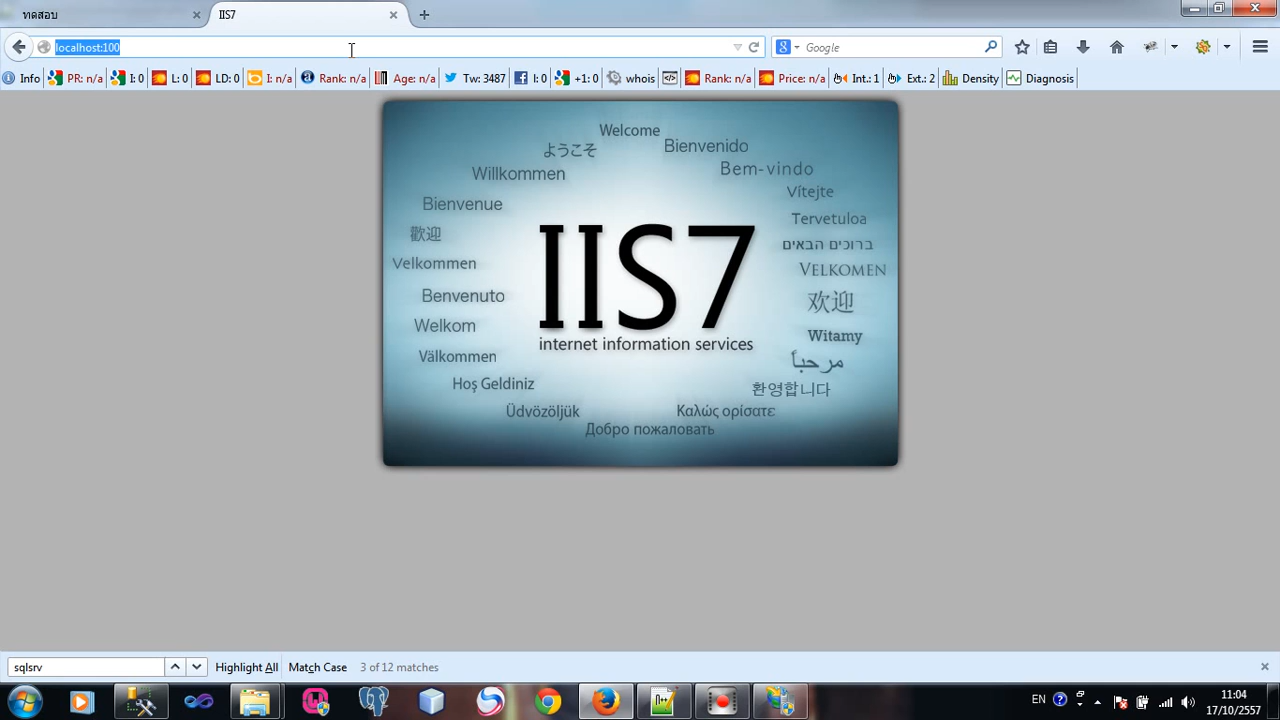 ทดสอบ
IIS7
localhost:100
Google
Info
PR: n/a
I: 0
L: 0
LD: 0
I: n/a
Rank: n/a
Age: n/a
Tw: 3487
l: 0
+1: 0
whois
Rank: n/a
Price: n/a
Int.: 1
Ext.: 2
Density
Diagnosis
Welcome
ようこそ
Bienvenido
Willkommen
Bem-vindo
Bienvenue
Vítejte
歡迎
Tervetuloa
ברוכים הבאים
Velkommen
VELKOMEN
Benvenuto
欢迎
Welkom
Witamy
Välkommen
مرحباً
Hoş Geldiniz
환영합니다
Üdvözöljük
Καλώς ορίσατε
Добро пожаловать
IIS7
internet information services
sqlsrv
Highlight All
Match Case
3 of 12 matches
EN
11:04
17/10/2557